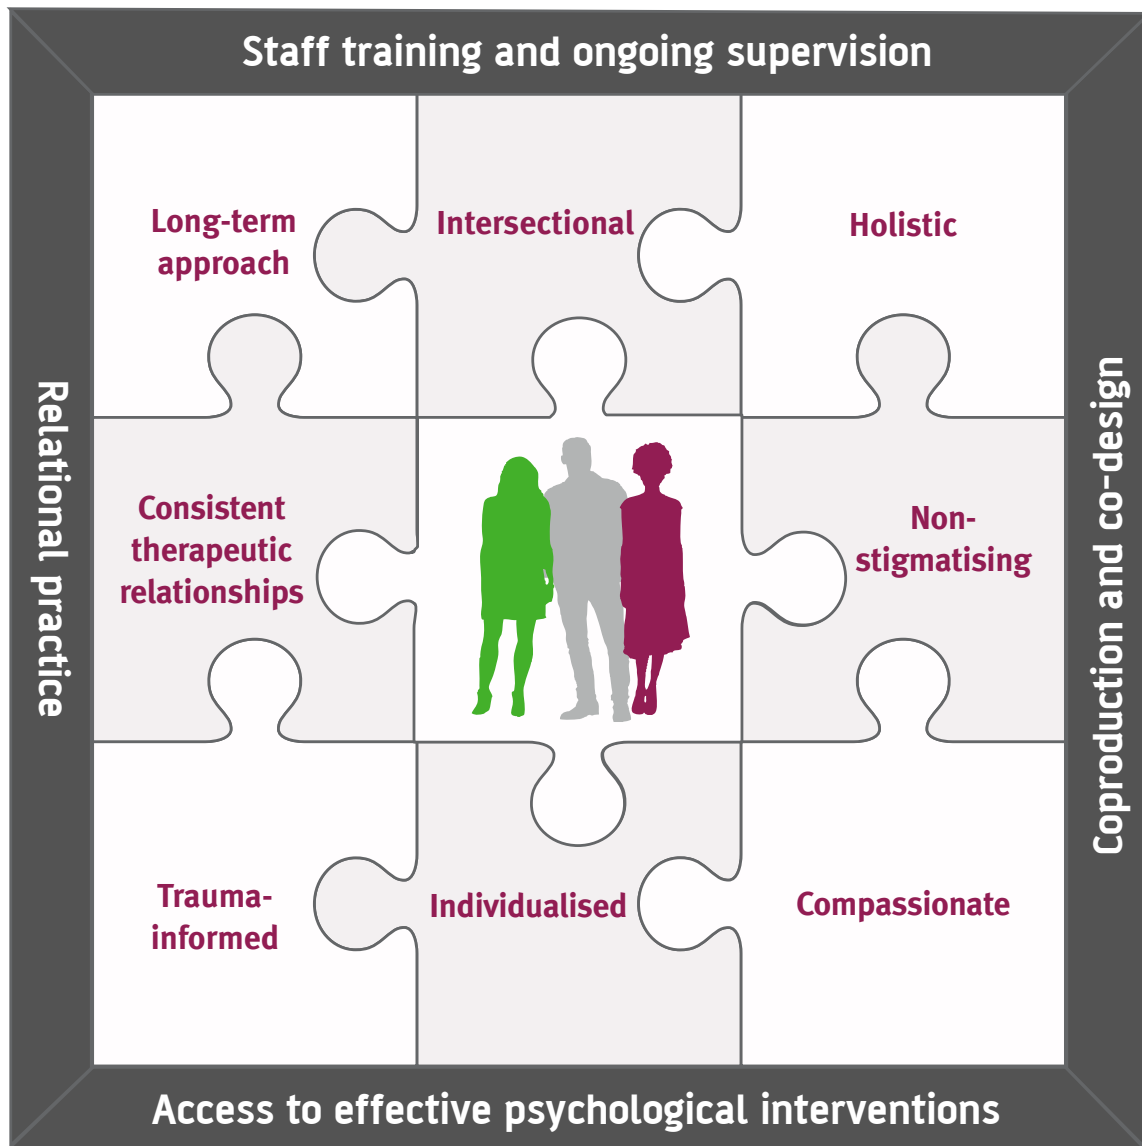 Staff training and ongoing supervision
Long-term
approach
Intersectional
Holistic
Relational practice
Consistent
therapeutic
relationships
Non-
stigmatising
Coproduction and co-design
Trauma-
informed
Individualised
Compassionate
Access to effective psychological interventions